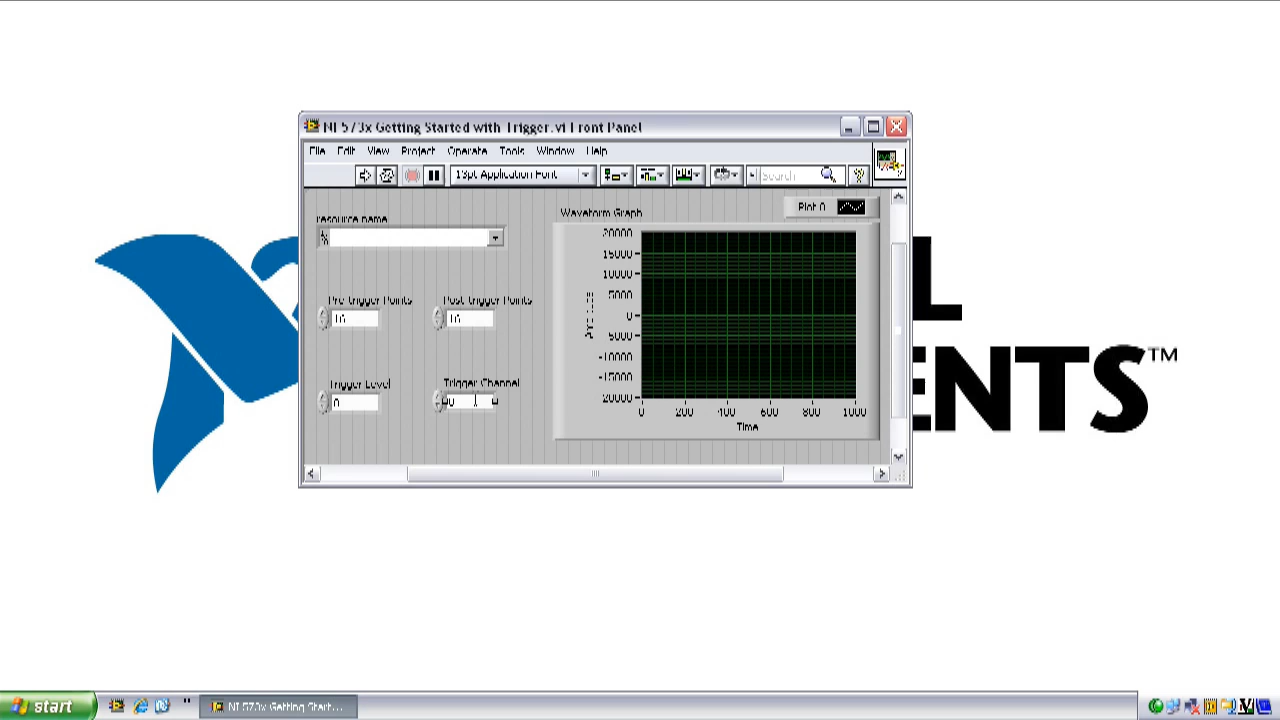 NI 573x Getting Started with Trigger.vi Front Panel
File Edit View Project Operate Tools Window Help
13pt Application Font
Search
Plot 0
resource name
Waveform Graph
Pre Trigger Points
Post Trigger Points
16
16
Trigger Level
Trigger Channel
0
0
20000
15000
10000
5000
0
-5000
-10000
-15000
-20000
Amplitude
0 200 400 600 800 1000
Time
L
ENTS™
start
NI 573x Getting Start...